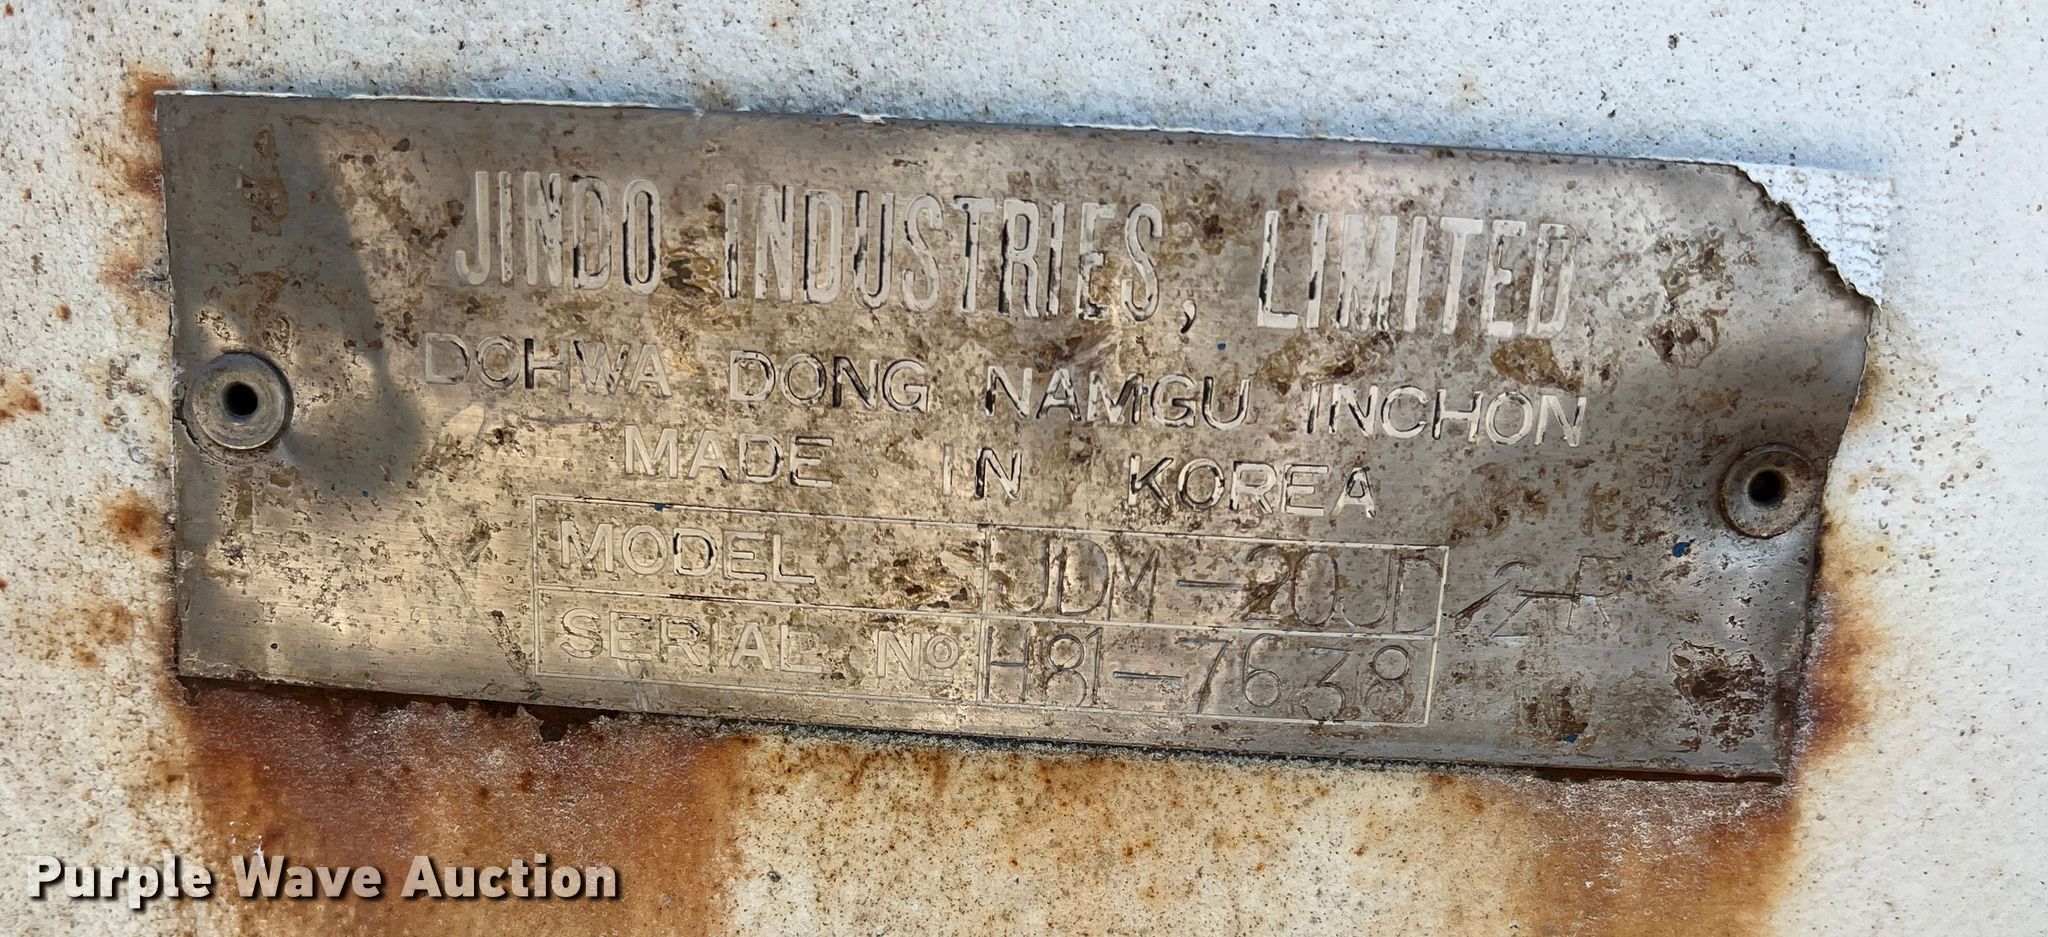 JINDO INDUSTRIES, LIMITED
DOHWA DONG NAMGU INCHON
MADE IN KOREA
MODEL JDM-20UD
SERIAL No H81-7638
Purple Wave Auction